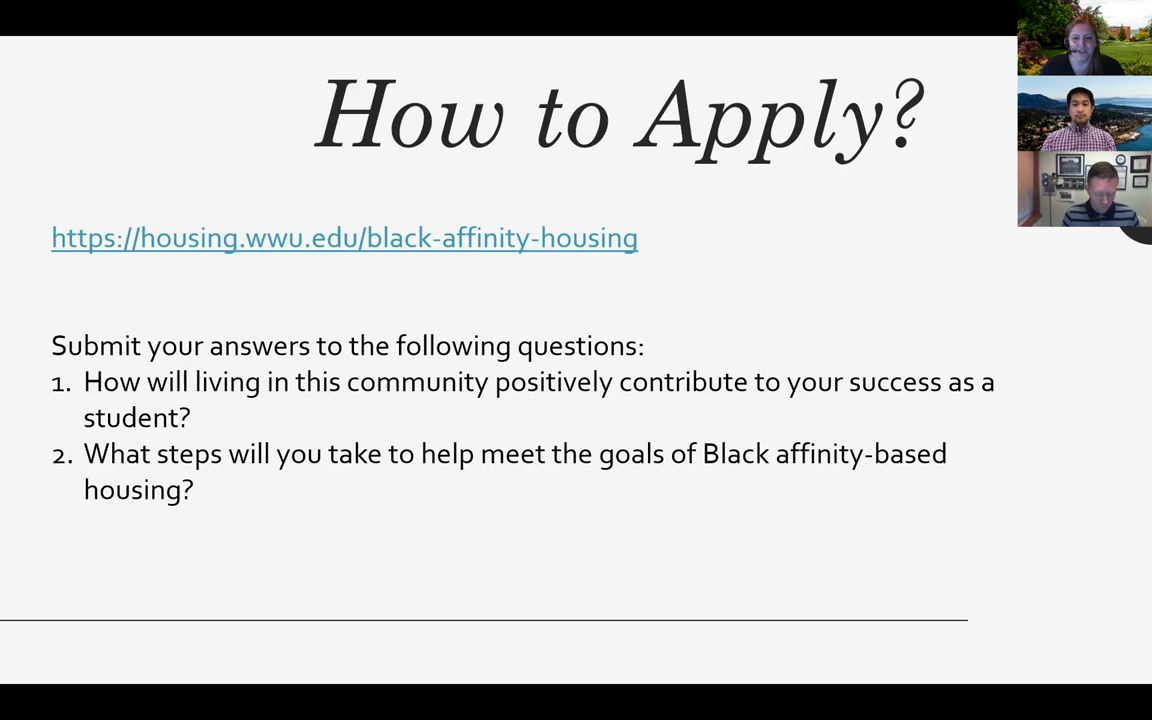 How to Apply?
https://housing.wwu.edu/black-affinity-housing
Submit your answers to the following questions:
1. How will living in this community positively contribute to your success as a
student?
2. What steps will you take to help meet the goals of Black affinity-based
housing?